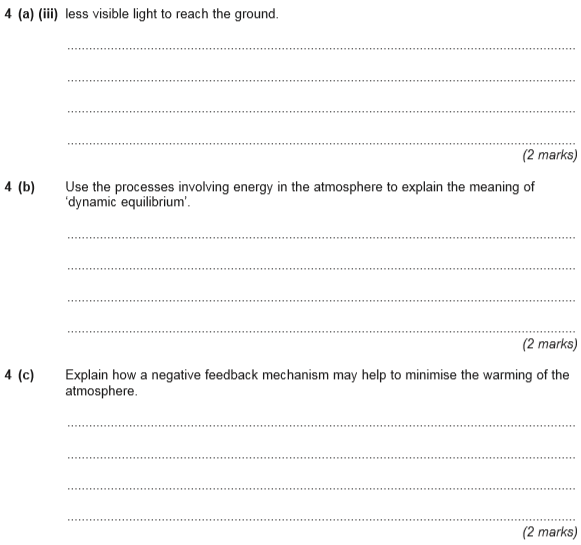 4 (a) (iii) less visible light to reach the ground.
(2 marks)
4 (b) Use the processes involving energy in the atmosphere to explain the meaning of
‘dynamic equilibrium’.
(2 marks)
4 (c) Explain how a negative feedback mechanism may help to minimise the warming of the
atmosphere.
(2 marks)